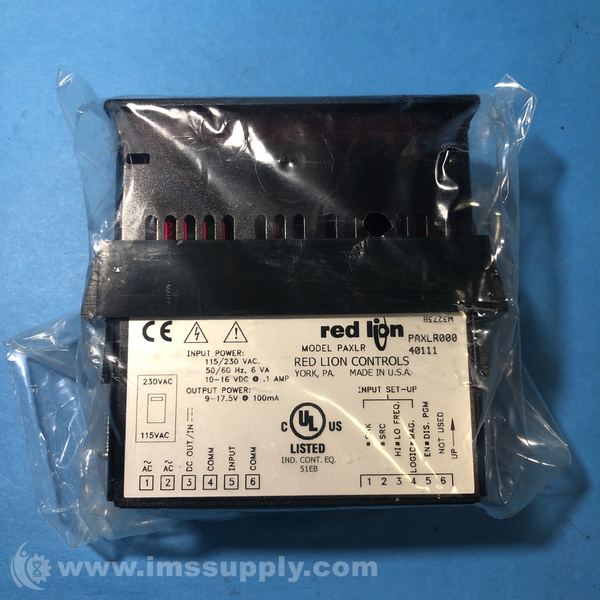 CE
red lion
MODEL PAXLR
RED LION CONTROLS
YORK, PA. MADE IN U.S.A.
PAXLR000
40111
M32738
INPUT POWER:
115/230 VAC.
50/60 Hz, 6 VA
10-16 VDC @ .1 AMP
OUTPUT POWER:
9-17.5V @ 100mA
230VAC
115VAC
C UL US
LISTED
IND. CONT. EQ.
51EB
INPUT SET-UP
SRC
HI LO FREQ.
LOGIC MAG.
EN DIS. PGM
NOT USED
UP
AC
AC
DC OUT/IN
COMM
INPUT
COMM
1 2 3 4 5 6
1 2 3 4 5 6
www.imssupply.com